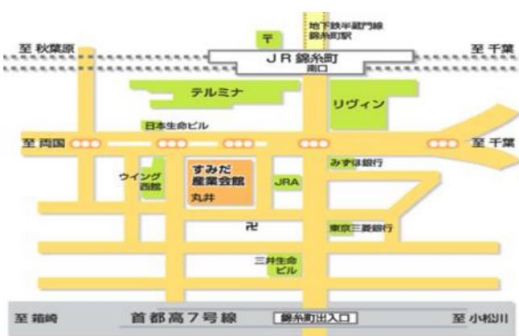 地下鉄半蔵門線
錦糸町駅
〒
至 秋葉原
JR 錦糸町
南口
至 千葉
テルミナ
リヴィン
日本生命ビル
至 両国
至 千葉
ウイング
西館
すみだ
産業会館
丸井
JRA
みずほ銀行
卍
東京三菱銀行
三井生命
ビル
至 箱崎
首都高7号線
錦糸町出入口
至 小松川